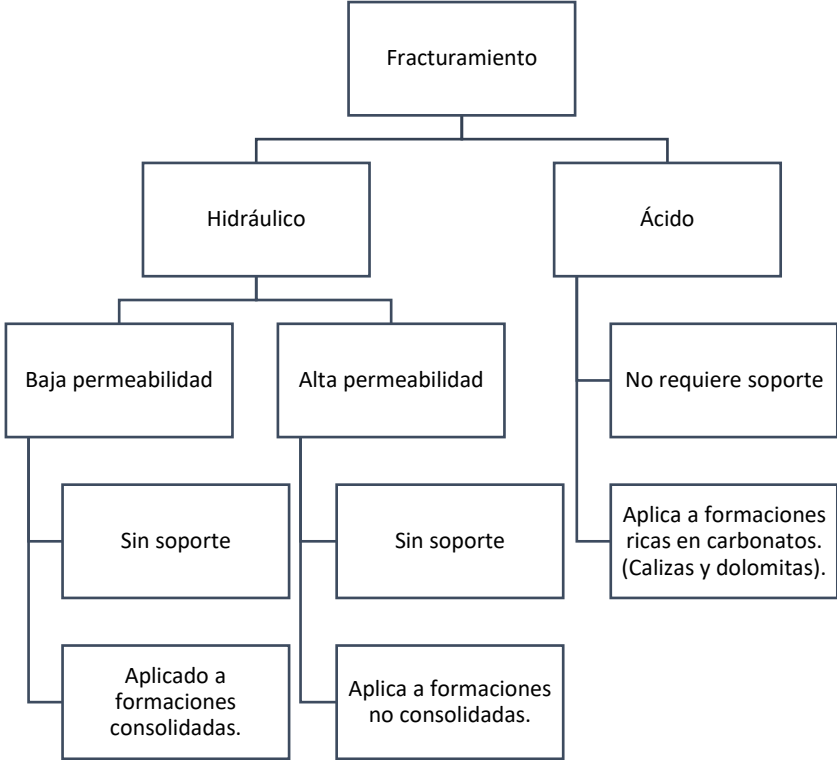 Fracturamiento
Hidráulico
Ácido
Baja permeabilidad
Alta permeabilidad
No requiere soporte
Sin soporte
Sin soporte
Aplica a formaciones
ricas en carbonatos.
(Calizas y dolomitas).
Aplicado a
formaciones
consolidadas.
Aplica a formaciones
no consolidadas.